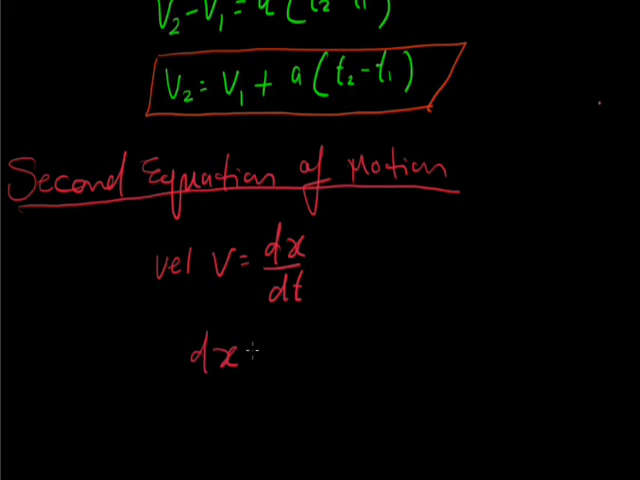 V₂-V₁ = a(t₂-t₁)
V₂ = V₁ + a(t₂-t₁)
Second Equation of Motion
vel V = dx/dt
dx